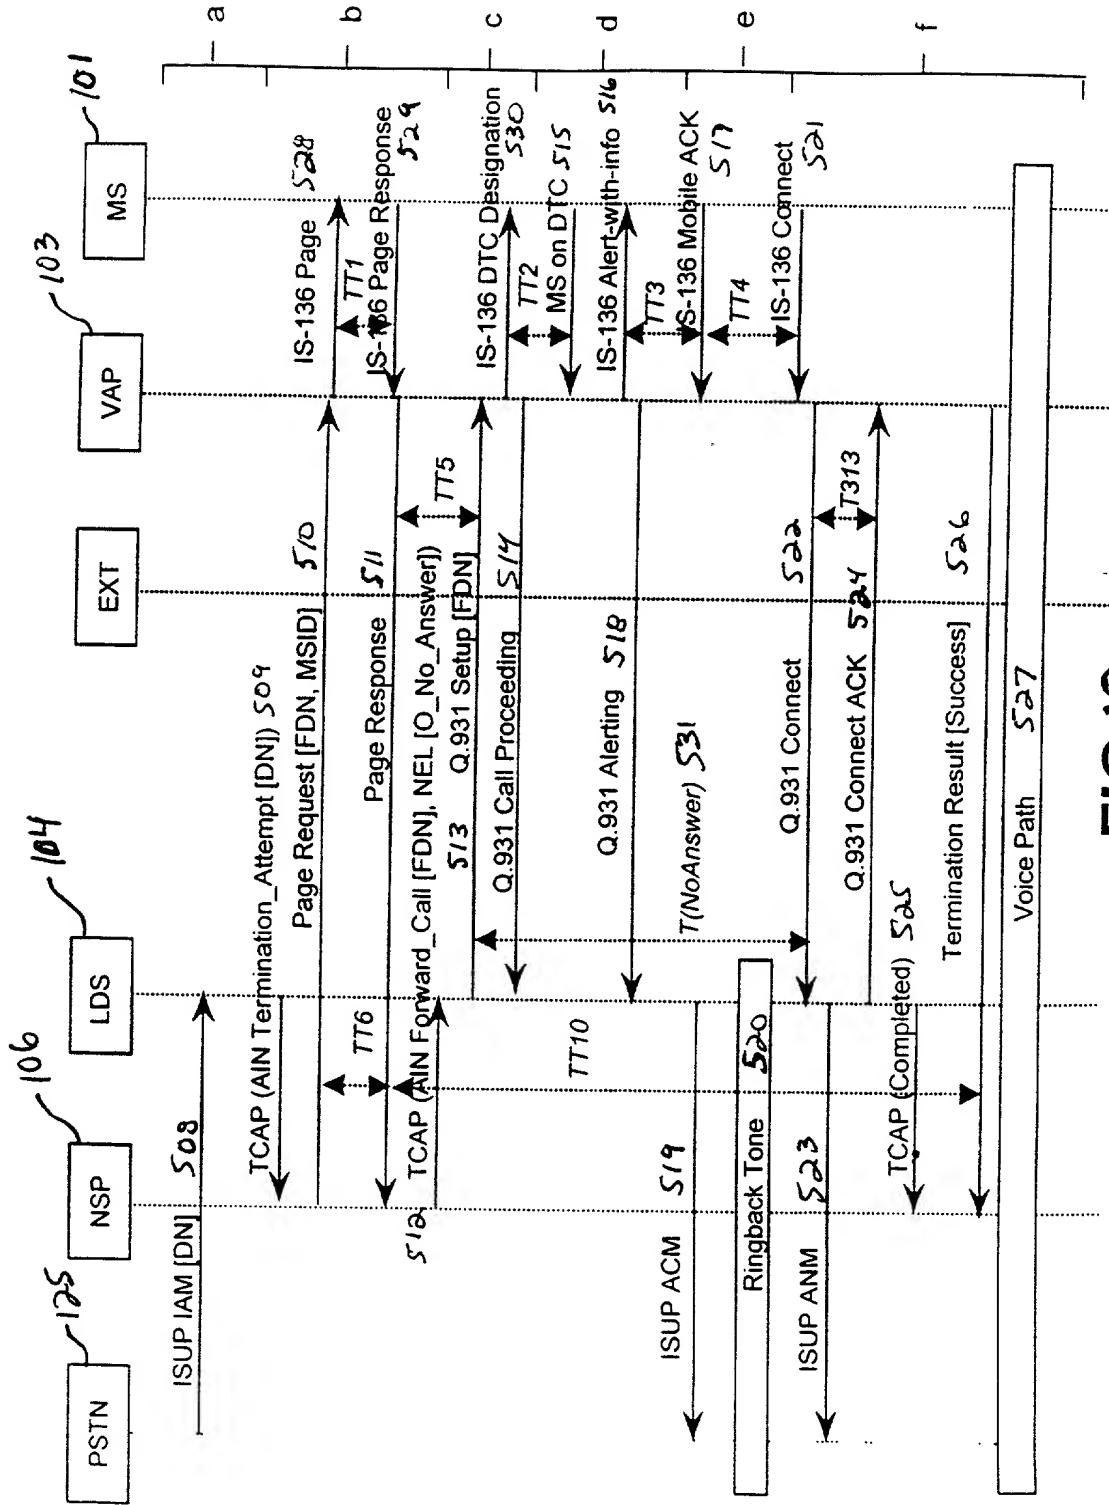 PSTN
125
NSP
106
LDS
104
EXT
VAP
103
MS
101
ISUP IAM [DN] 508
a
TCAP (AIN Termination_Attempt [DN]) 509
Page Request [FDN, MSID] 510
IS-136 Page 528
TT1
b
TT6
Page Response 511
IS-136 Page Response
529
512
TCAP (AIN Forward_Call [FDN], NEL [O_No_Answer])
TT5
513 Q.931 Setup [FDN]
IS-136 DTC Designation
530
c
Q.931 Call Proceeding 514
TT2
MS on DTC 515
TT10
IS-136 Alert-with-info 516
d
Q.931 Alerting 518
TT3
ISUP ACM 519
T(NoAnswer) 531
IS-136 Mobile ACK
517
TT4
Ringback Tone 520
e
IS-136 Connect
521
Q.931 Connect 522
ISUP ANM 523
T313
Q.931 Connect ACK 524
TCAP (Completed) 525
f
Termination Result [Success] 526
Voice Path 527